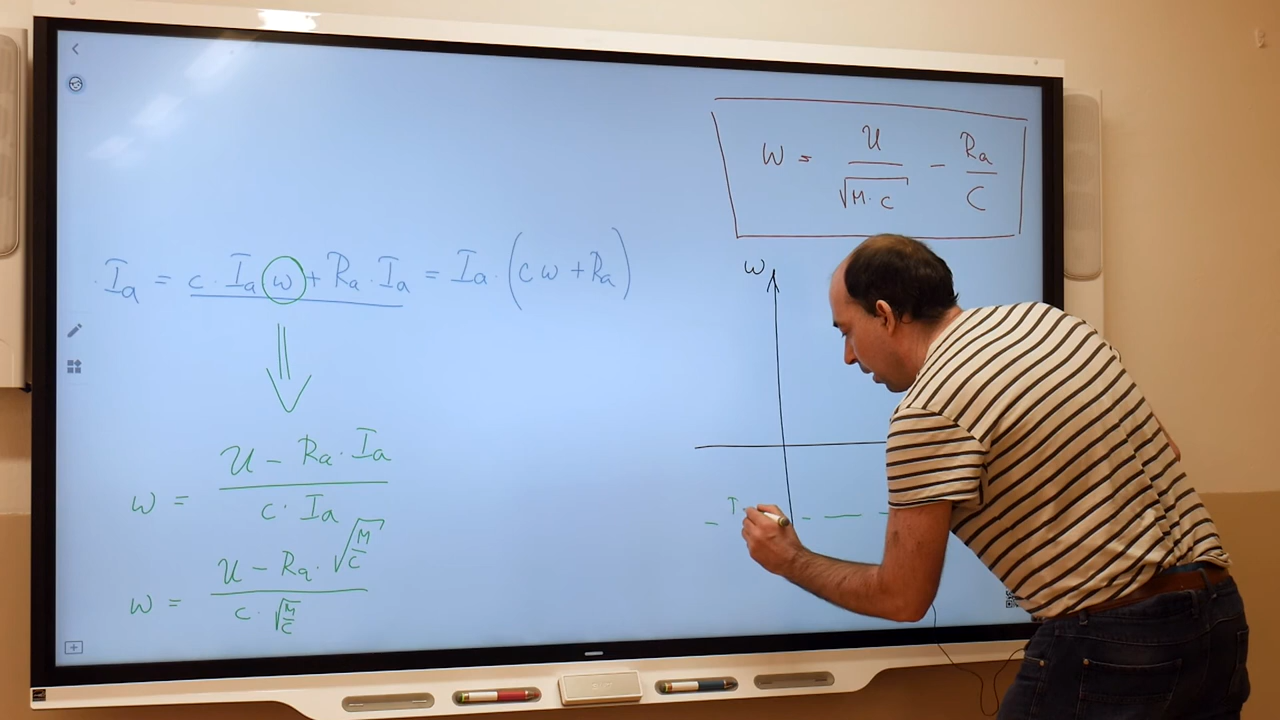 · Ia = c · Ia ω + Ra · Ia = Ia · (c ω + Ra)
ω = (U − Ra · Ia) / (c · Ia)
ω = (U − Ra · √(M/c)) / (c · √(M/c))
ω = U / √(M · c) − Ra / C
ω